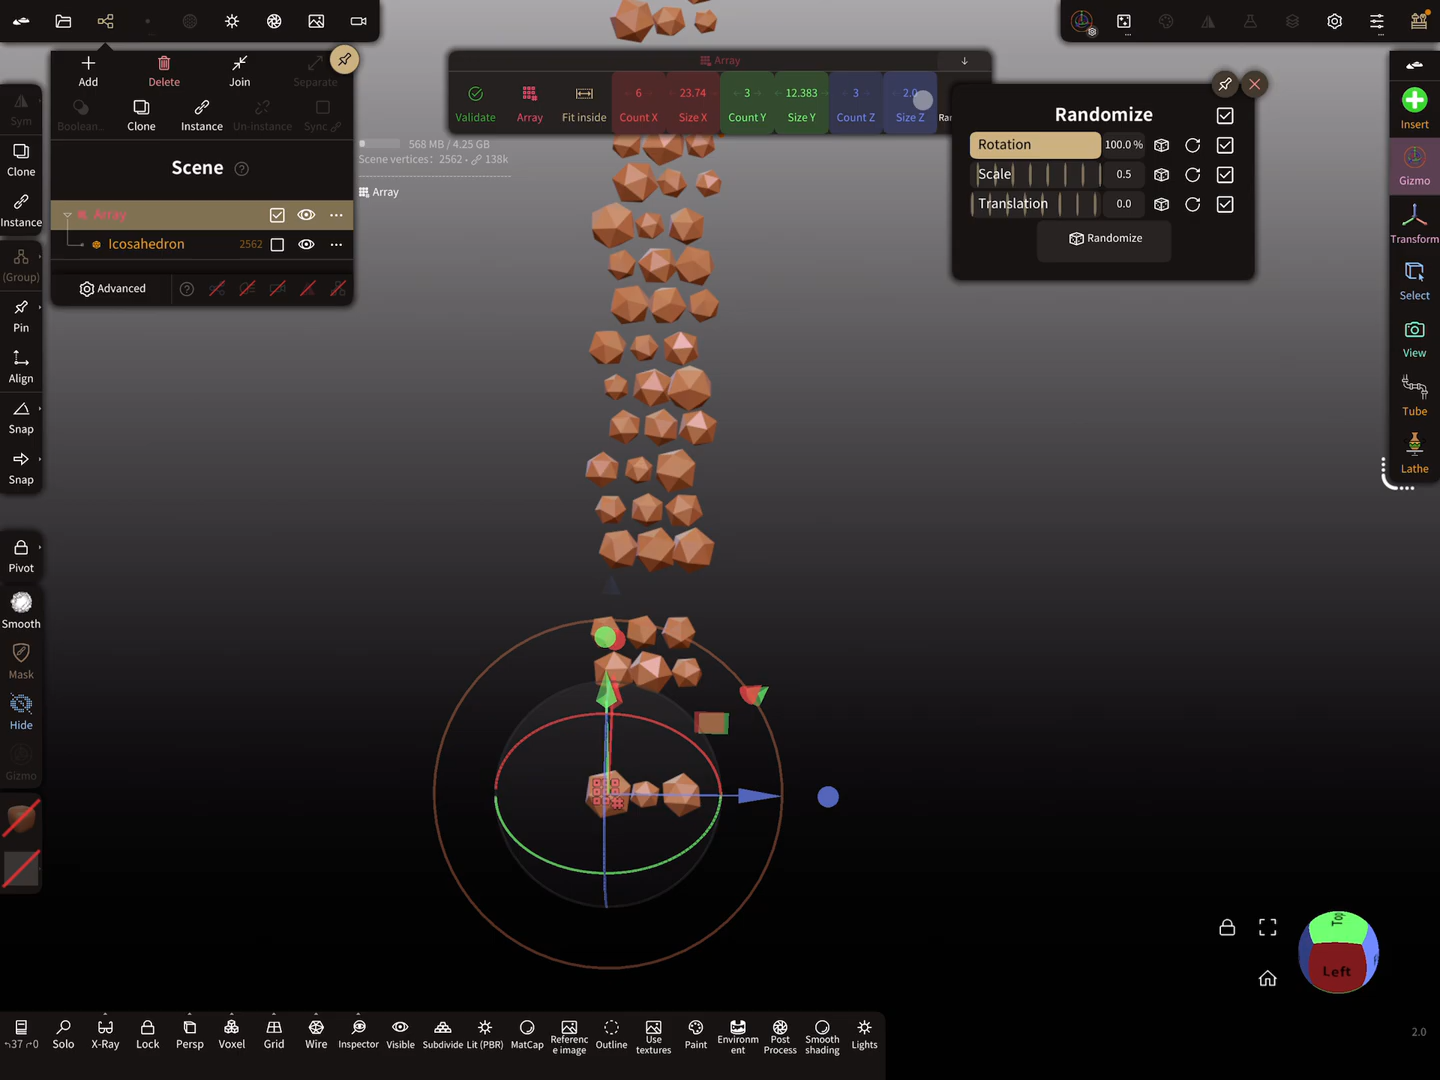 Add
Delete
Join
Separate
Boolean..
Clone
Instance
Un-instance
Sync
Scene
Array
Icosahedron 2562
Advanced
Sym
Clone
Instance
(Group)
Pin
Align
Snap
Snap
Pivot
Smooth
Mask
Hide
Gizmo
Array
Validate
Array
Fit inside
6
Count X
23.74
Size X
3
Count Y
12.383
Size Y
3
Count Z
2.0
Size Z
568 MB / 4.25 GB
Scene vertices: 2562 · 138k
Array
Randomize
Rotation 100.0 %
Scale 0.5
Translation 0.0
Randomize
Insert
Gizmo
Transform
Select
View
Tube
Lathe
Top
Left
2.0
37 0
Solo
X-Ray
Lock
Persp
Voxel
Grid
Wire
Inspector
Visible
Subdivide
Lit (PBR)
MatCap
Referenc
e image
Outline
Use
textures
Paint
Environm
ent
Post
Process
Smooth
shading
Lights